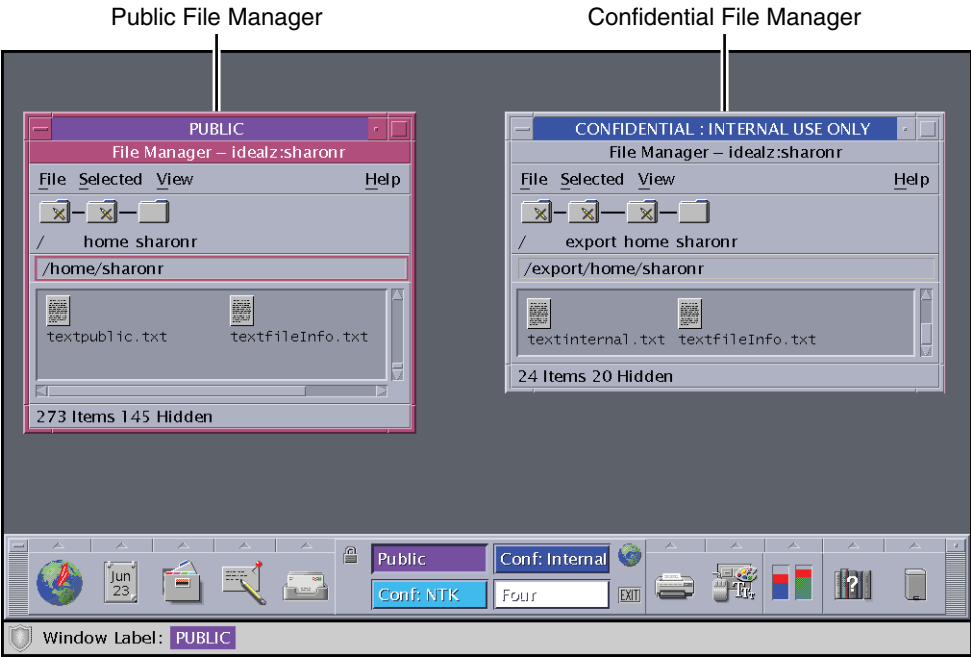 Public File Manager
Confidential File Manager
PUBLIC
File Manager – idealz:sharonr
File Selected View Help
/ home sharonr
/home/sharonr
textpublic.txt textfileInfo.txt
273 Items 145 Hidden
CONFIDENTIAL : INTERNAL USE ONLY
File Manager – idealz:sharonr
File Selected View Help
/ export home sharonr
/export/home/sharonr
textinternal.txt textfileInfo.txt
24 Items 20 Hidden
Jun
23
Public
Conf: Internal
Conf: NTK
Four
EXIT
Window Label: PUBLIC